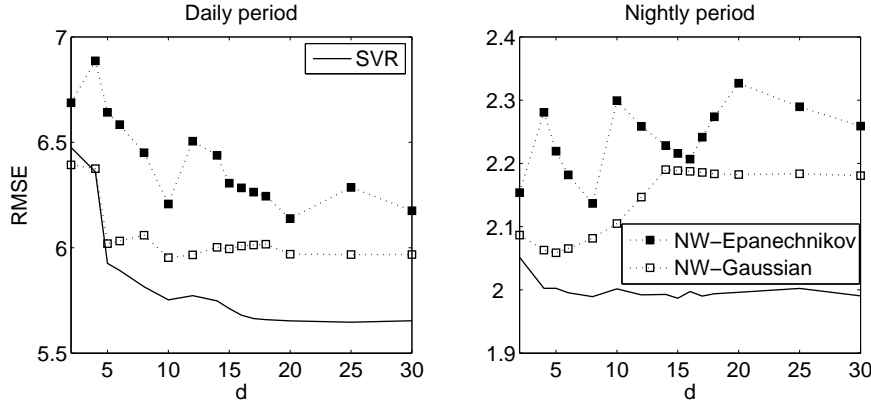 Daily period
7
6.5
6
5.5
RMSE
5
10
15
20
25
30
d
SVR
Nightly period
2.4
2.3
2.2
2.1
2
1.9
5
10
15
20
25
30
d
NW−Epanechnikov
NW−Gaussian